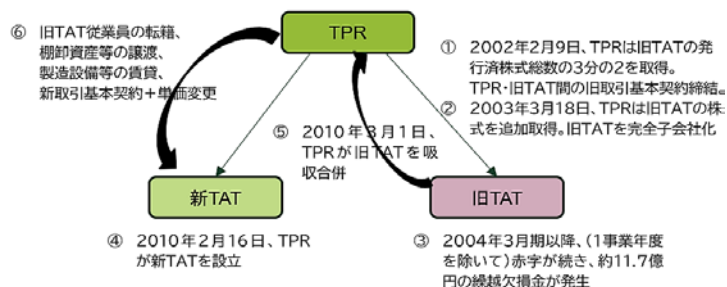 TPR
⑥ 旧TAT従業員の転籍、
棚卸資産等の譲渡、
製造設備等の賃貸、
新取引基本契約+単価変更
① 2002年2月9日、TPRは旧TATの発
行済株式総数の3分の2を取得。
TPR・旧TAT間の旧取引基本契約締結。
② 2003年3月18日、TPRは旧TATの株
式を追加取得。旧TATを完全子会社化
⑤ 2010年3月1日、
TPRが旧TATを吸
収合併
新TAT
旧TAT
④ 2010年2月16日、TPR
が新TATを設立
③ 2004年3月期以降、(1事業年度
を除いて)赤字が続き、約11.7億
円の繰越欠損金が発生